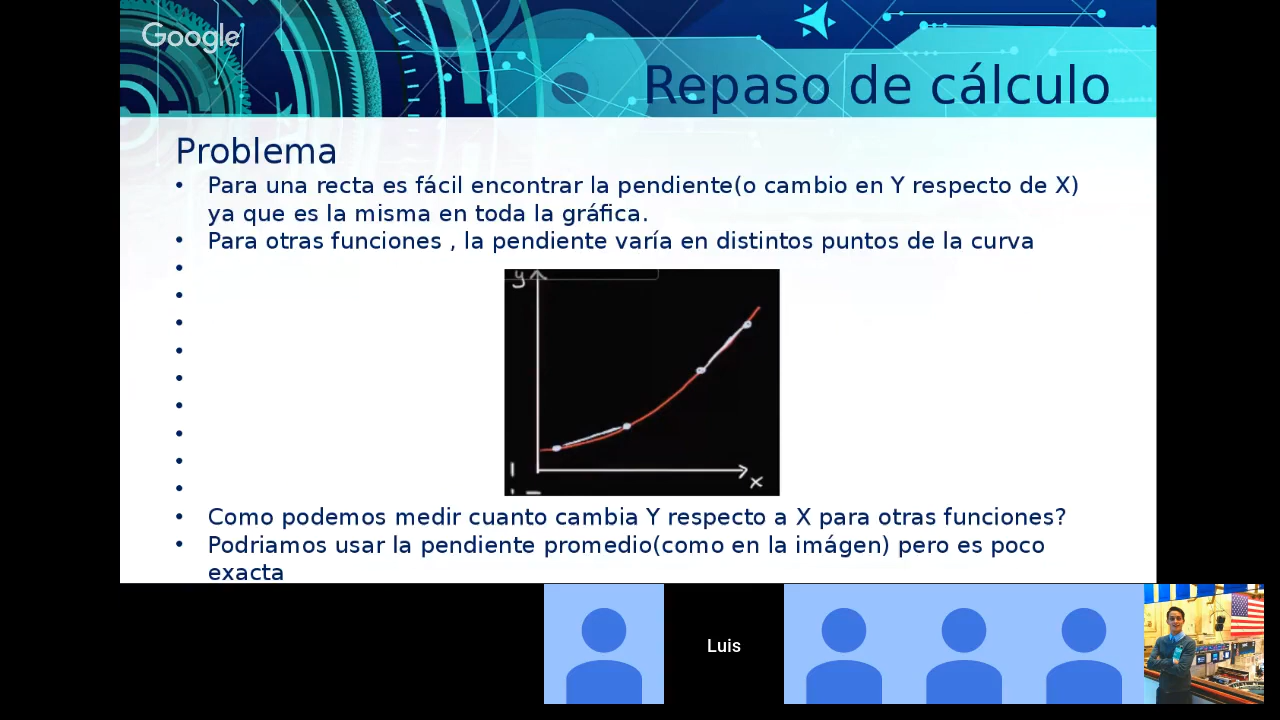 Google
Repaso de cálculo
Problema
• Para una recta es fácil encontrar la pendiente(o cambio en Y respecto de X)
ya que es la misma en toda la gráfica.
• Para otras funciones , la pendiente varía en distintos puntos de la curva
•
•
•
•
•
•
•
•
•
y
x
• Como podemos medir cuanto cambia Y respecto a X para otras funciones?
• Podriamos usar la pendiente promedio(como en la imágen) pero es poco
exacta
Luis